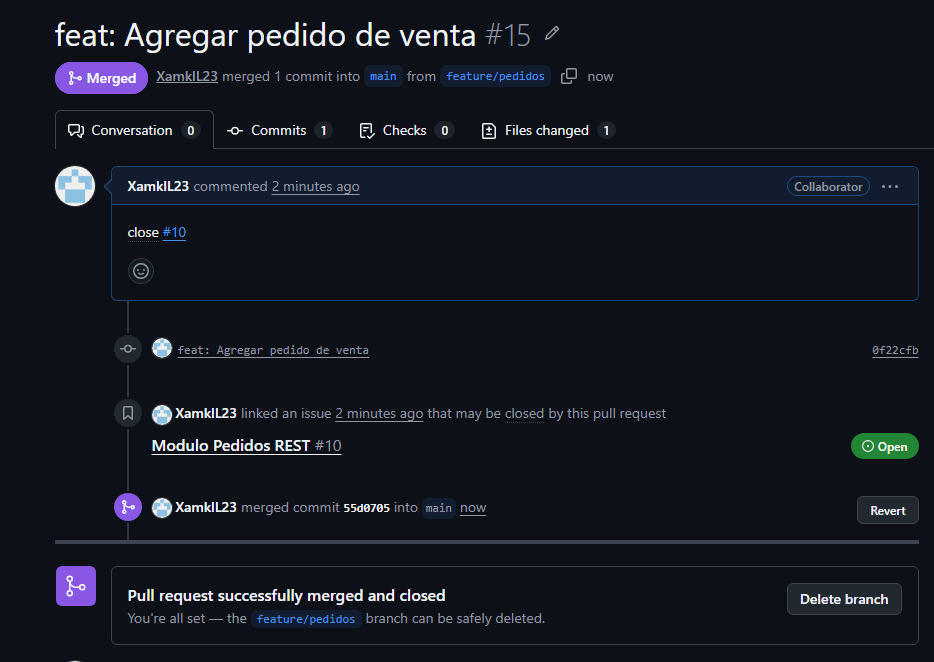 feat: Agregar pedido de venta #15
Merged XamklL23 merged 1 commit into main from feature/pedidos now
Conversation 0 Commits 1 Checks 0 Files changed 1
XamklL23 commented 2 minutes ago Collaborator
close #10
feat: Agregar pedido de venta 0f22cfb
XamklL23 linked an issue 2 minutes ago that may be closed by this pull request
Modulo Pedidos REST #10 Open
XamklL23 merged commit 55d0705 into main now Revert
Pull request successfully merged and closed
You're all set — the feature/pedidos branch can be safely deleted. Delete branch